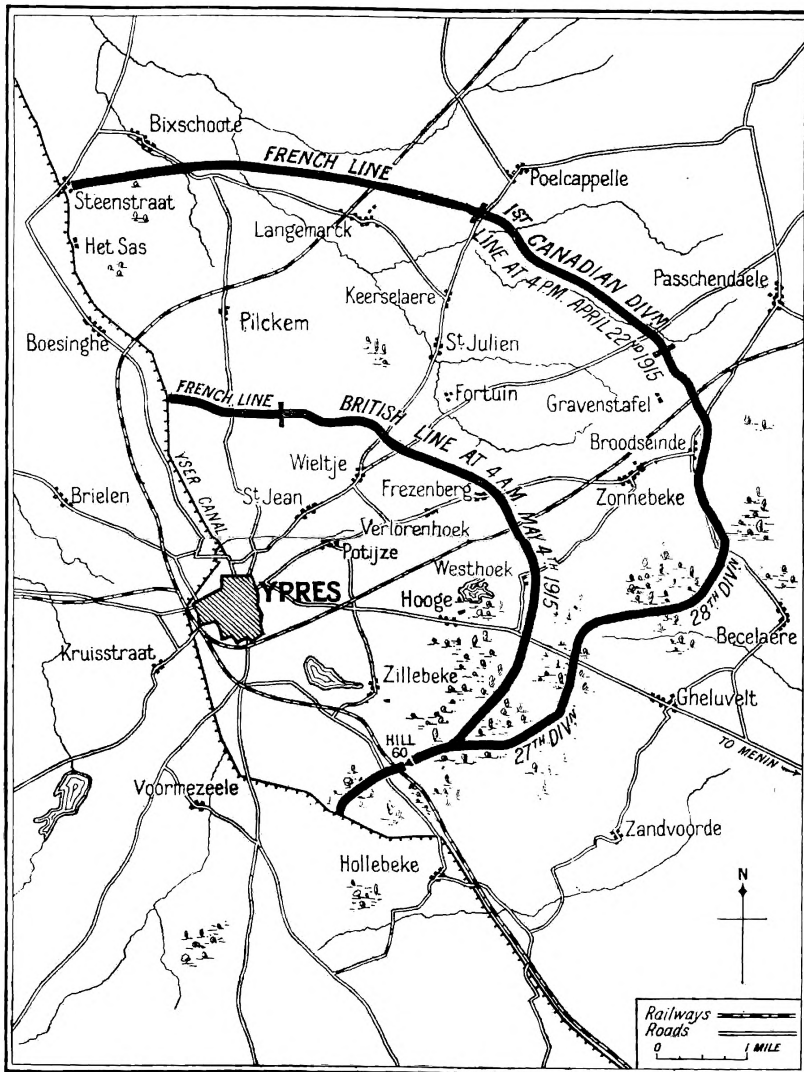 Bixschoote
FRENCH LINE
Poelcappelle
Steenstraat
Langemarck
1ST CANADIAN DIVN
LINE AT 4 P.M. APRIL 22ND 1915
Het Sas
Passchendaele
Keerselaere
Pilckem
Boesinghe
St Julien
FRENCH LINE
BRITISH LINE AT 4 A.M. MAY 4TH 1915
Fortuin
Gravenstafel
Broodseinde
Wieltje
YSER CANAL
St Jean
Brielen
Frezenberg
Zonnebeke
Verlorenhoek
Potijze
Westhoek
YPRES
Hooge
28TH DIVN
Becelaere
Kruisstraat
Zillebeke
Gheluvelt
HILL
60
27TH DIVN
TO MENIN
Voormezeele
Zandvoorde
Hollebeke
N
Railways
Roads
0 1 MILE